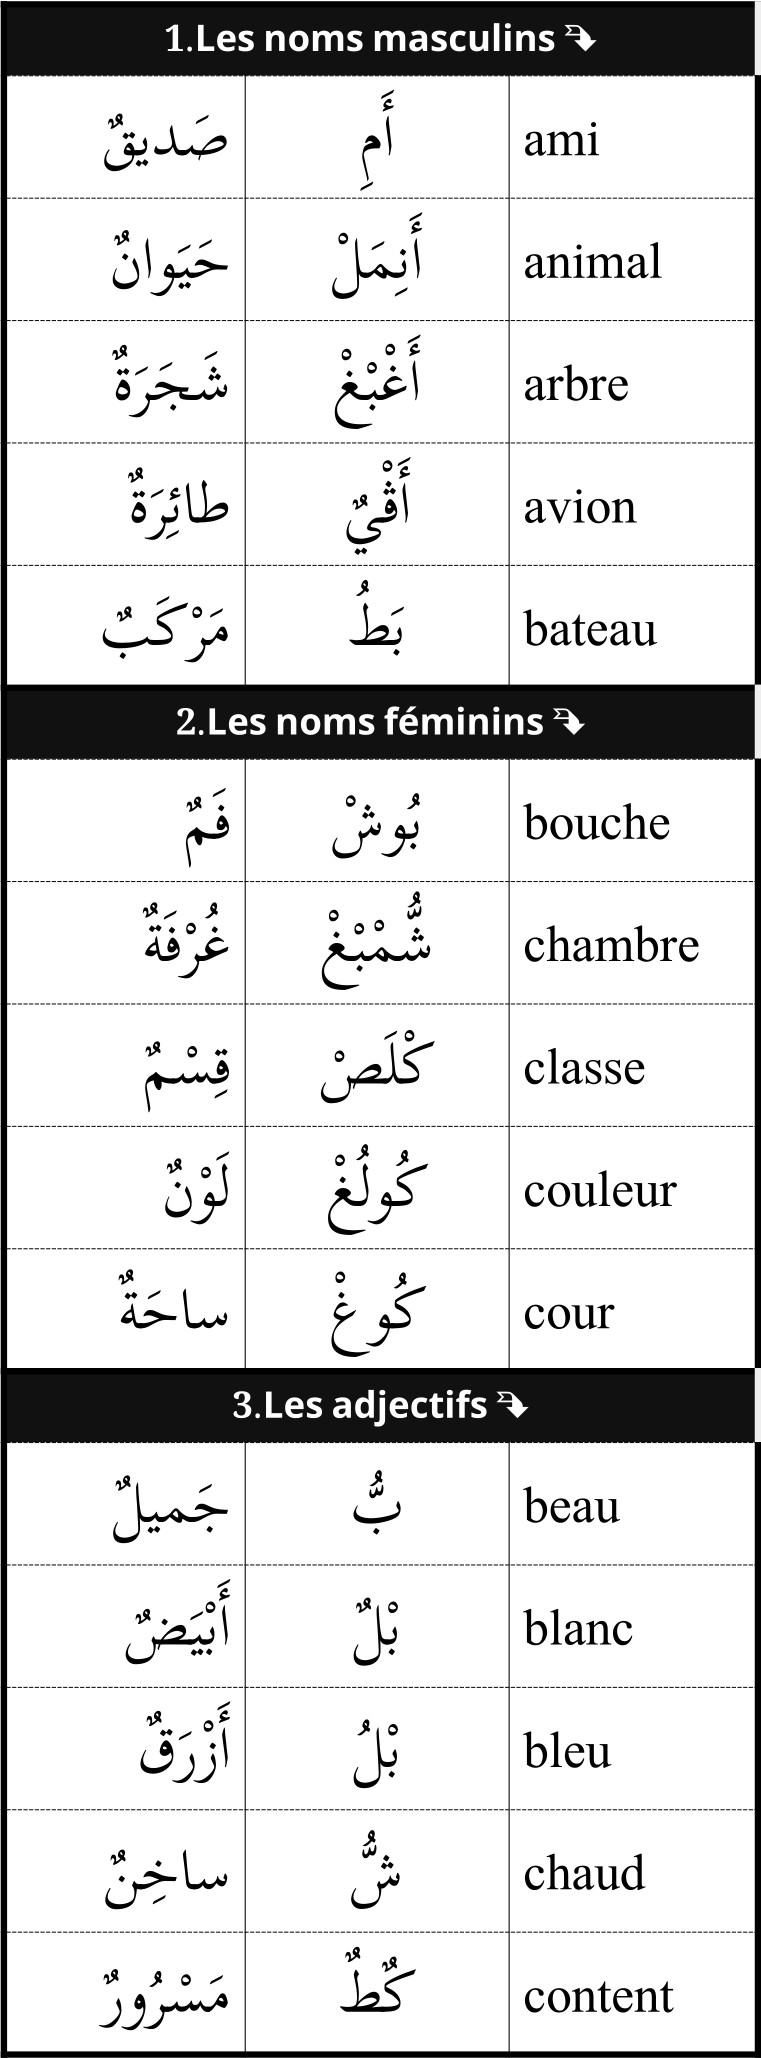 1.Les noms masculins
ami أَمِ صَديقٌ
animal أَنِمَلْ حَيَوانٌ
arbre أَغْبْغْ شَجَرَةٌ
avion أَڤْيٌ طائِرَةٌ
bateau بَطُ مَرْكَبٌ
2.Les noms féminins
bouche بُوشْ فَمٌ
chambre شُّمْبْغْ غُرْفَةٌ
classe كْلَصْ قِسْمٌ
couleur كُولُغْ لَوْنٌ
cour كُوغْ ساحَةٌ
3.Les adjectifs
beau بُّ جَميلٌ
blanc بْلٌ أَبْيَضٌ
bleu بْلُ أَزْرَقٌ
chaud شُّ ساخِنٌ
content كٌطٌ مَسْرُورٌ